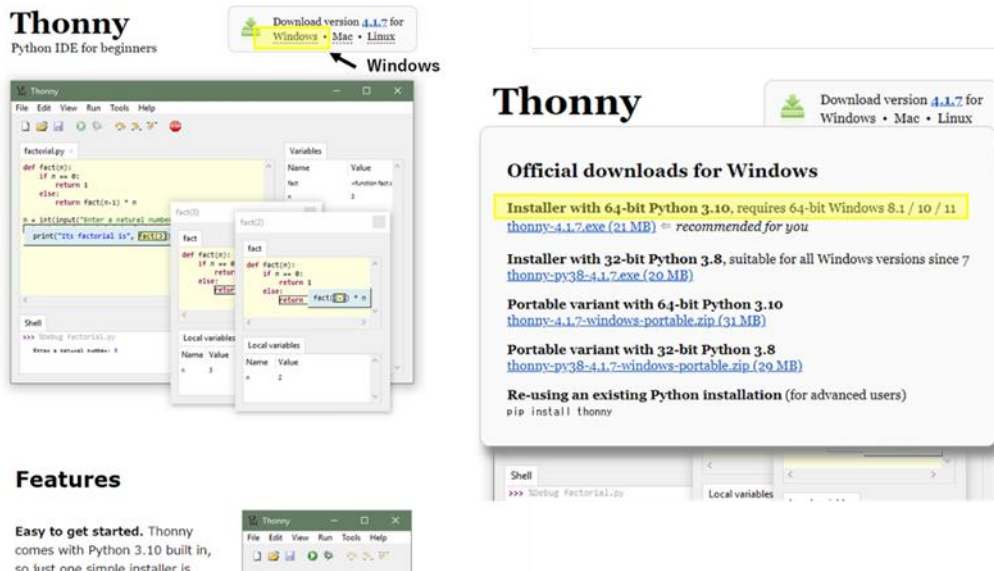 Thonny
Python IDE for beginners
Download version 4.1.7 for
Windows • Mac • Linux
Windows
Thonny
File Edit View Run Tools Help
factorial.py
def fact(n):
if n == 0:
return 1
else:
return fact(n-1) * n
n = int(input("Enter a natural number
print("Its factorial is", fact(3))
Shell
>>> %Debug factorial.py
Enter a natural number: 3
Variables
Name Value
fact <function fact a
n 3
fact(3)
fact
def fact(n):
if n == 0
retur
else:
retur
Local variables
Name Value
n 3
fact(2)
fact
def fact(n):
if n == 0:
return 1
else:
return fact(n-1) * n
Local variables
Name Value
n 2
Features
Easy to get started. Thonny
comes with Python 3.10 built in,
so just one simple installer is
Thonny
File Edit View Run Tools Help
Thonny
Download version 4.1.7 for
Windows • Mac • Linux
Official downloads for Windows
Installer with 64-bit Python 3.10, requires 64-bit Windows 8.1 / 10 / 11
thonny-4.1.7.exe (21 MB) ⇐ recommended for you
Installer with 32-bit Python 3.8, suitable for all Windows versions since 7
thonny-py38-4.1.7.exe (20 MB)
Portable variant with 64-bit Python 3.10
thonny-4.1.7-windows-portable.zip (31 MB)
Portable variant with 32-bit Python 3.8
thonny-py38-4.1.7-windows-portable.zip (29 MB)
Re-using an existing Python installation (for advanced users)
pip install thonny
Shell
>>> %Debug factorial.py
Local variables